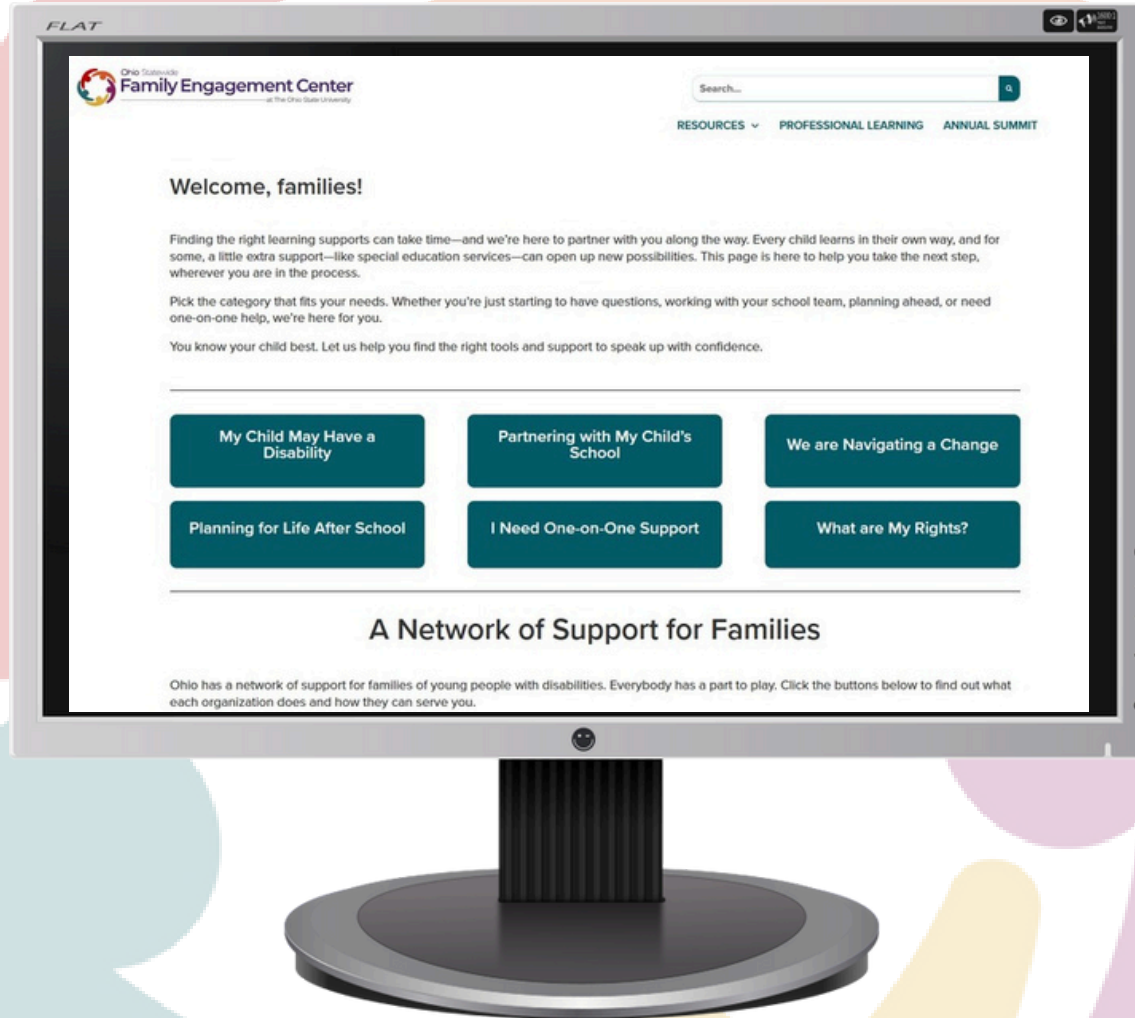 FLAT
Ohio Statewide
Family Engagement Center
at The Ohio State University
Search...
RESOURCES PROFESSIONAL LEARNING ANNUAL SUMMIT
Welcome, families!
Finding the right learning supports can take time—and we're here to partner with you along the way. Every child learns in their own way, and for
some, a little extra support—like special education services—can open up new possibilities. This page is here to help you take the next step,
wherever you are in the process.
Pick the category that fits your needs. Whether you're just starting to have questions, working with your school team, planning ahead, or need
one-on-one help, we're here for you.
You know your child best. Let us help you find the right tools and support to speak up with confidence.
My Child May Have a
Disability
Partnering with My Child's
School
We are Navigating a Change
Planning for Life After School
I Need One-on-One Support
What are My Rights?
A Network of Support for Families
Ohio has a network of support for families of young people with disabilities. Everybody has a part to play. Click the buttons below to find out what
each organization does and how they can serve you.